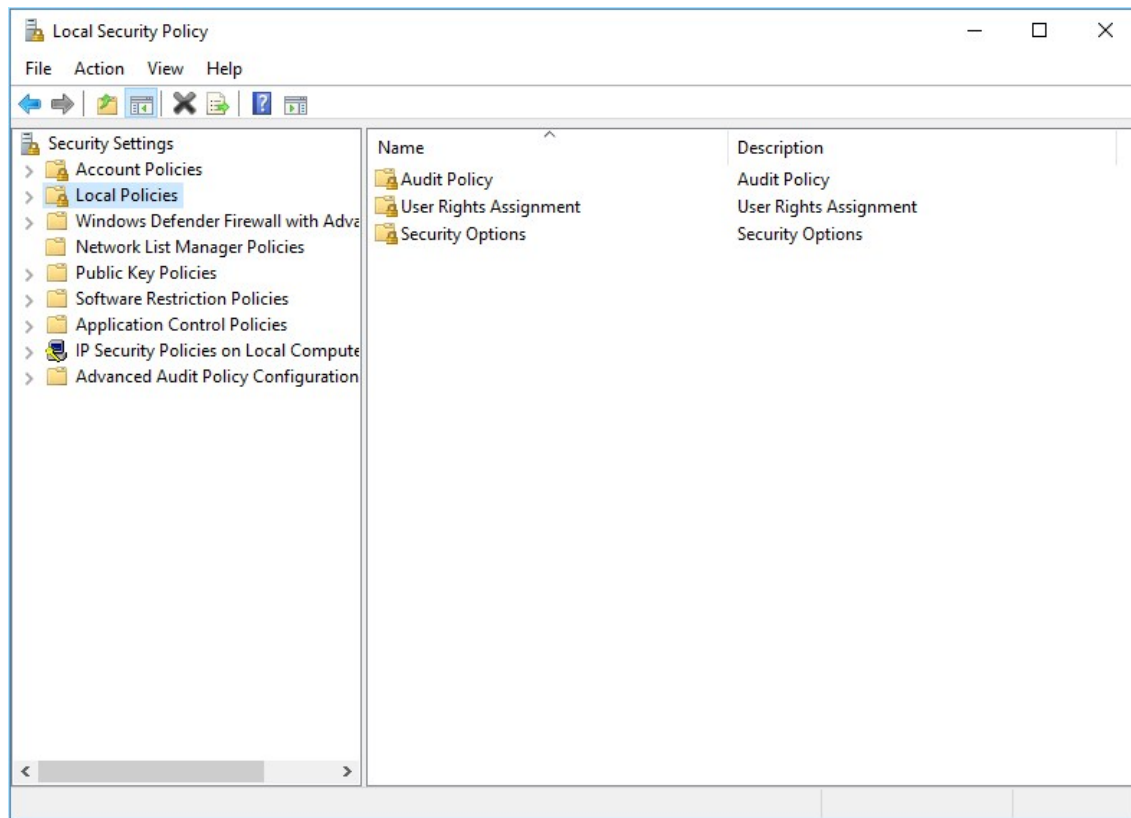 Local Security Policy
File Action View Help
Security Settings
Account Policies
Local Policies
Windows Defender Firewall with Adva
Network List Manager Policies
Public Key Policies
Software Restriction Policies
Application Control Policies
IP Security Policies on Local Compute
Advanced Audit Policy Configuration
Name Description
Audit Policy Audit Policy
User Rights Assignment User Rights Assignment
Security Options Security Options